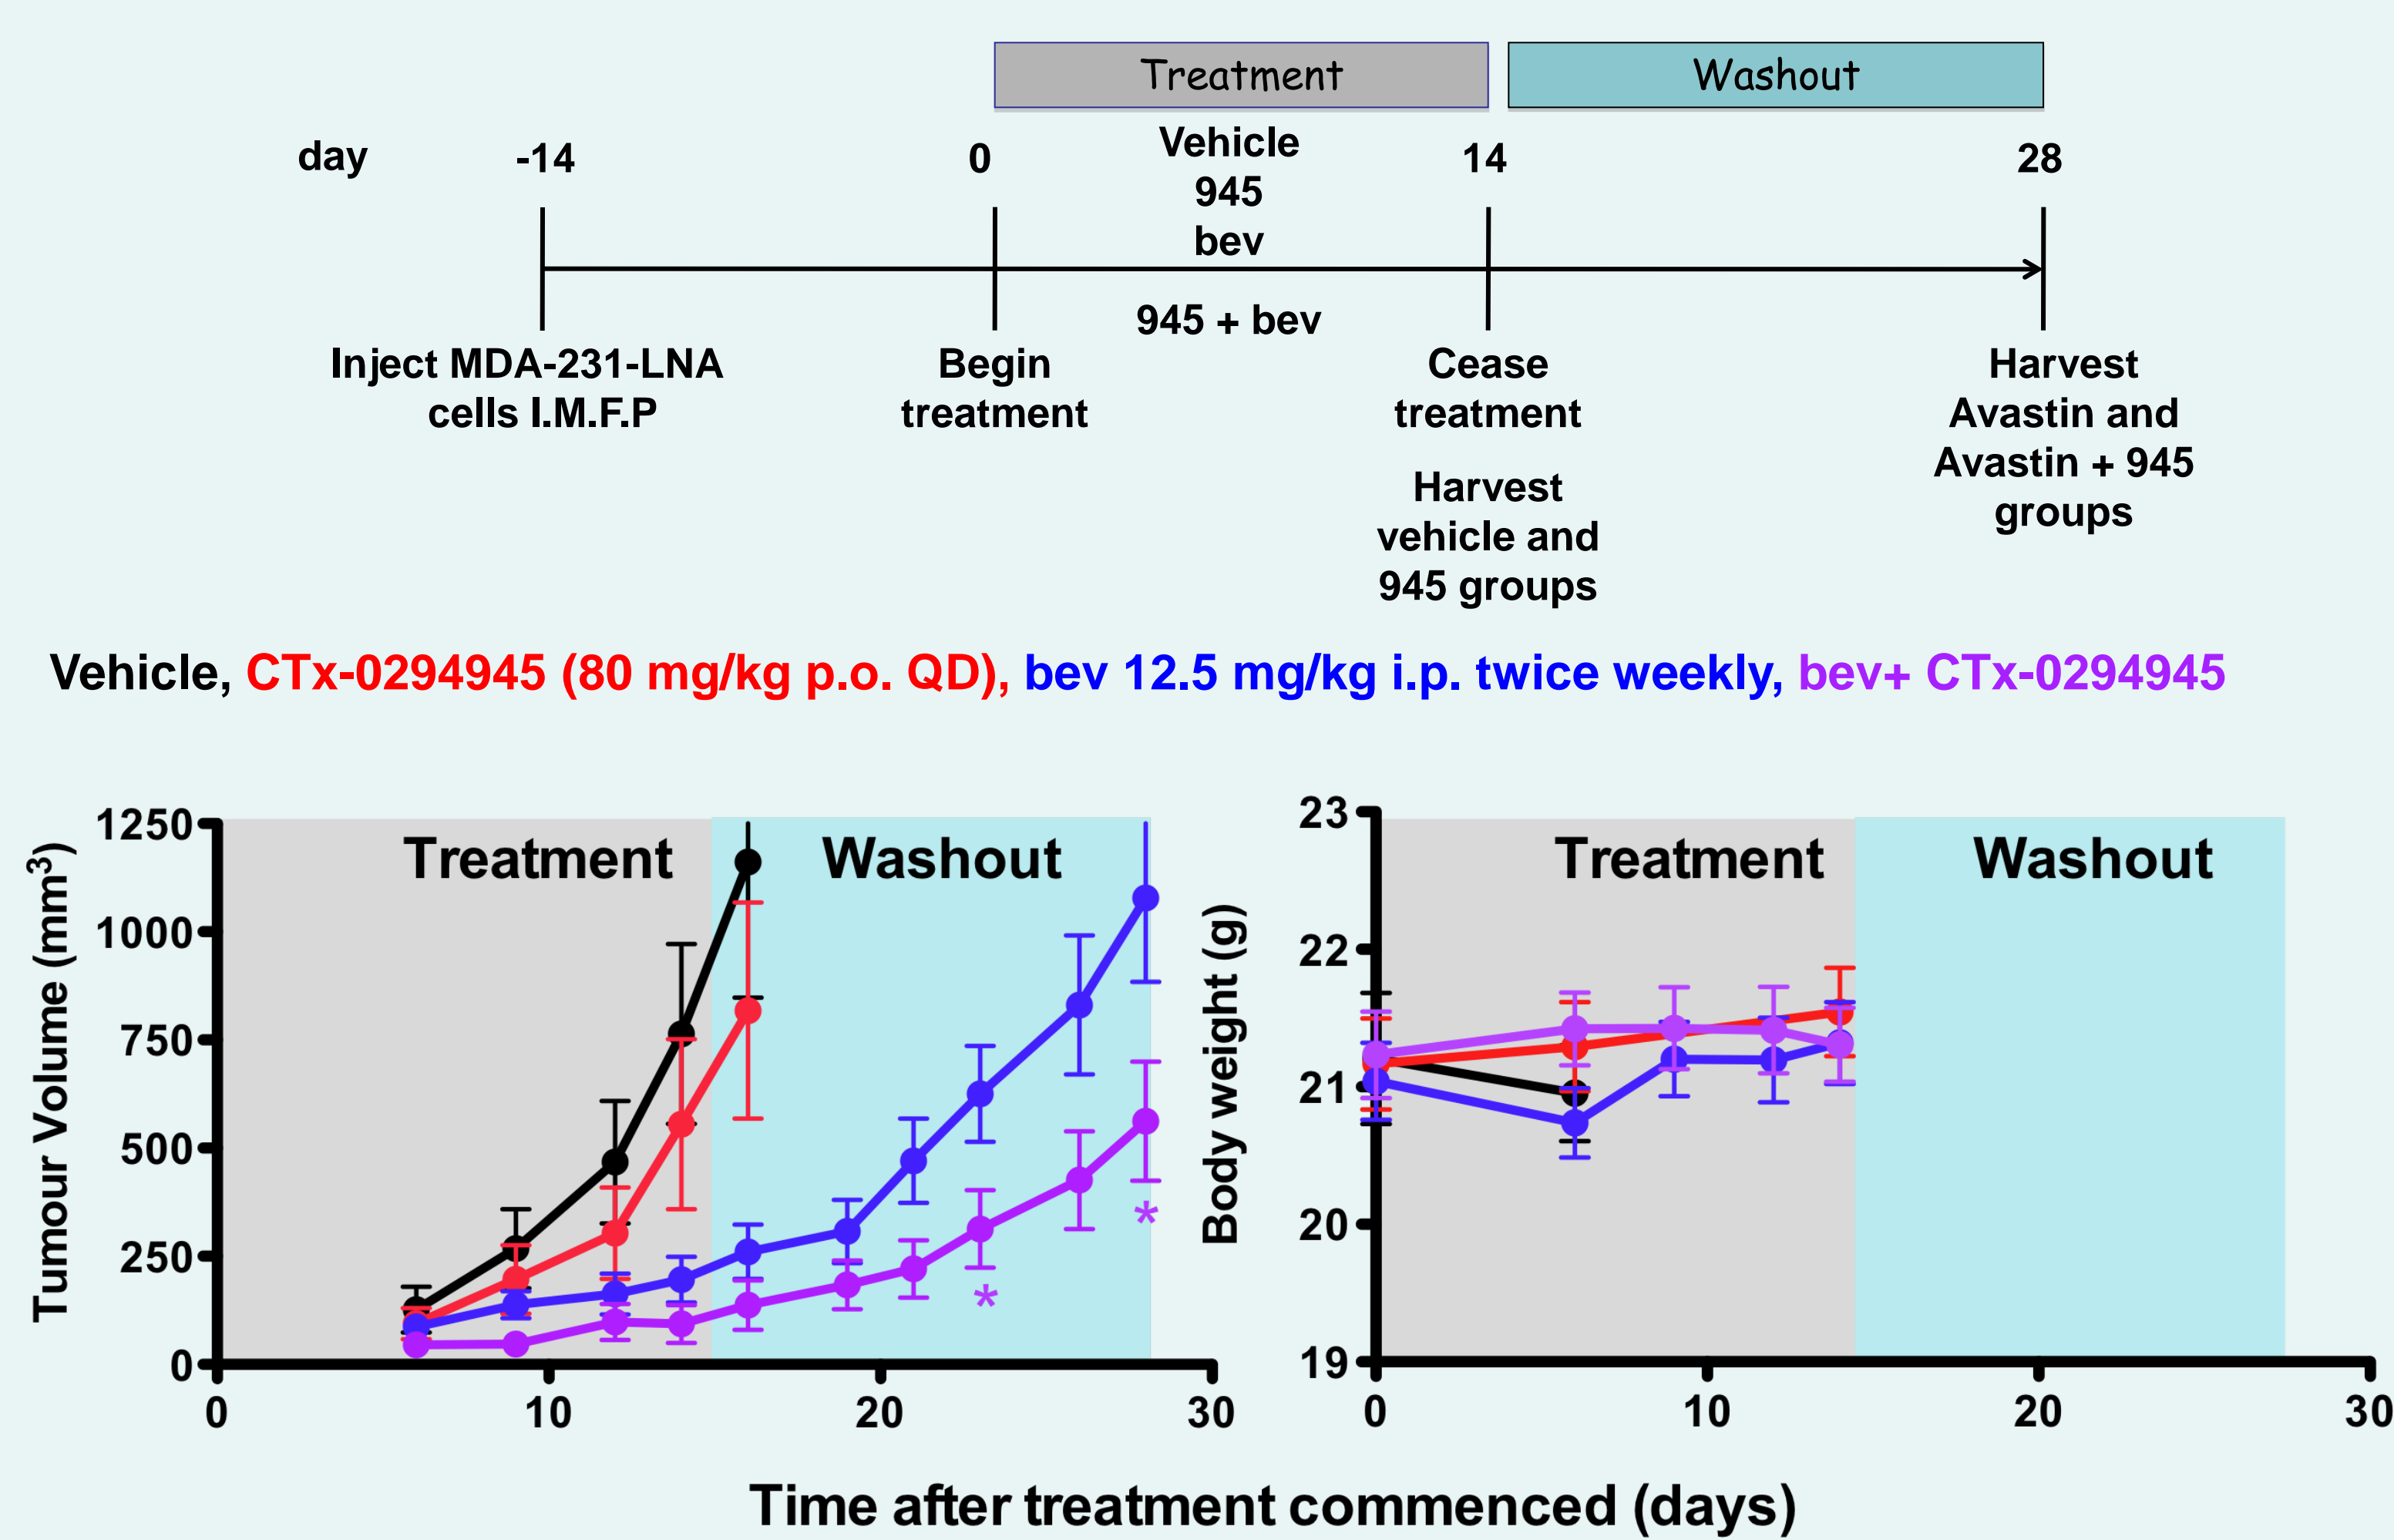 Treatment
Washout
day
-14
0
Vehicle
945
bev
14
28
945 + bev
Inject MDA-231-LNA
cells I.M.F.P
Begin
treatment
Cease
treatment
Harvest
vehicle and
945 groups
Harvest
Avastin and
Avastin + 945
groups
Vehicle, CTx-0294945 (80 mg/kg p.o. QD), bev 12.5 mg/kg i.p. twice weekly, bev+ CTx-0294945
Tumour Volume (mm³)
1250
1000
750
500
250
0
Treatment
Washout
*
*
0
10
20
30
Body weight (g)
23
22
21
20
19
Treatment
Washout
0
10
20
30
Time after treatment commenced (days)